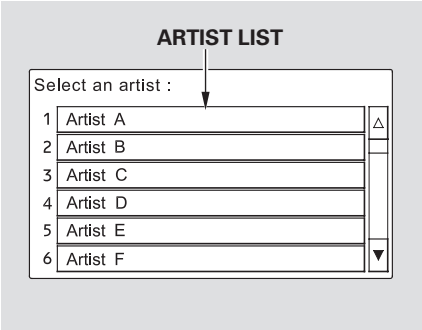 ARTIST LIST
Select an artist :
1 Artist A
2 Artist B
3 Artist C
4 Artist D
5 Artist E
6 Artist F